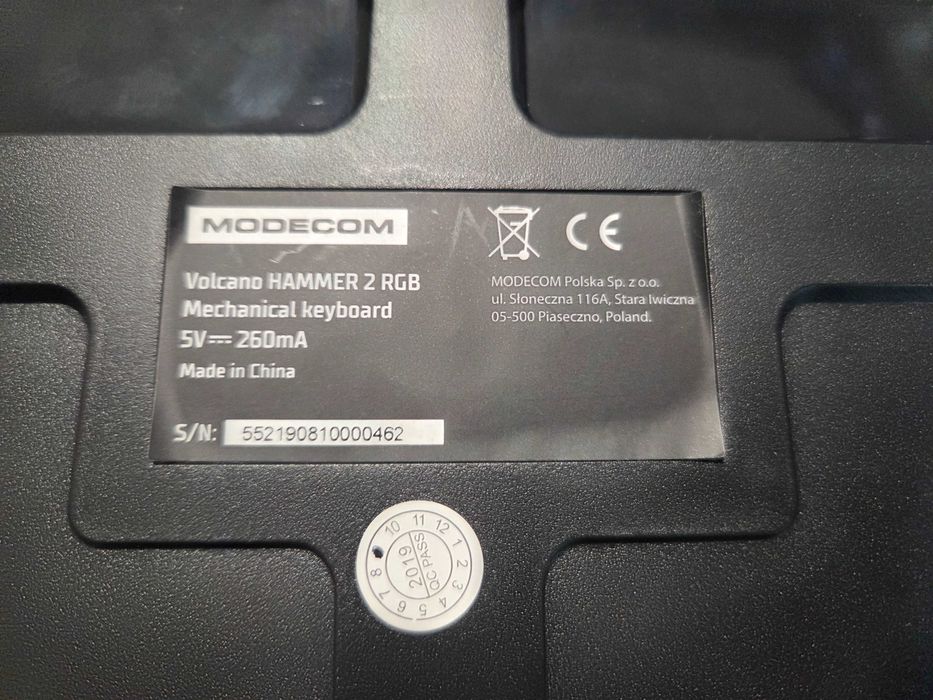 MODECOM
Volcano HAMMER 2 RGB
Mechanical keyboard
5V⎓260mA
Made in China
S/N: 552190810000462
CE
MODECOM Polska Sp. z o.o.
ul. Słoneczna 116A, Stara Iwiczna
05-500 Piaseczno, Poland.
10 11 12 1 2 3 4 5 6 7 8
2019
QC PASS